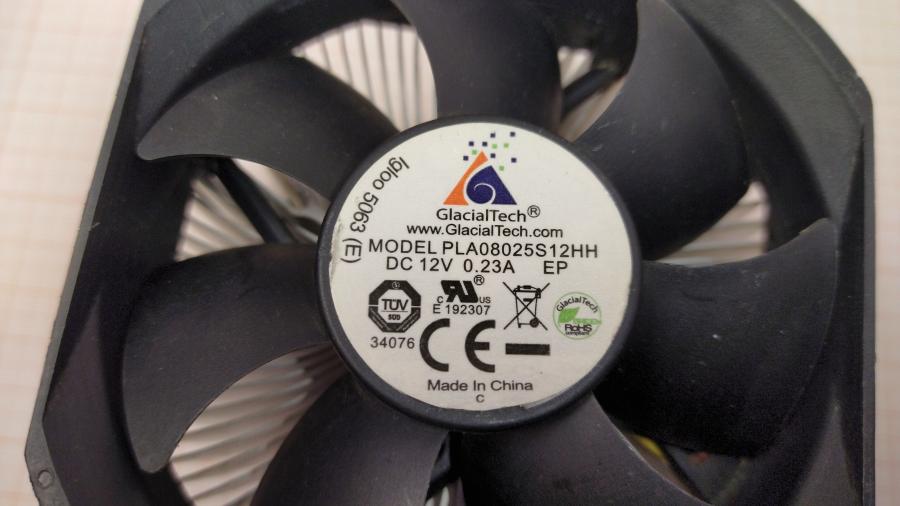 Igloo 5063 (E)
GlacialTech®
www.GlacialTech.com
MODEL PLA08025S12HH
DC 12V 0.23A EP
TÜV
SÜD
34076
c RU ® US
E 192307
GlacialTech
RoHS
compliant
CE
Made In China
C